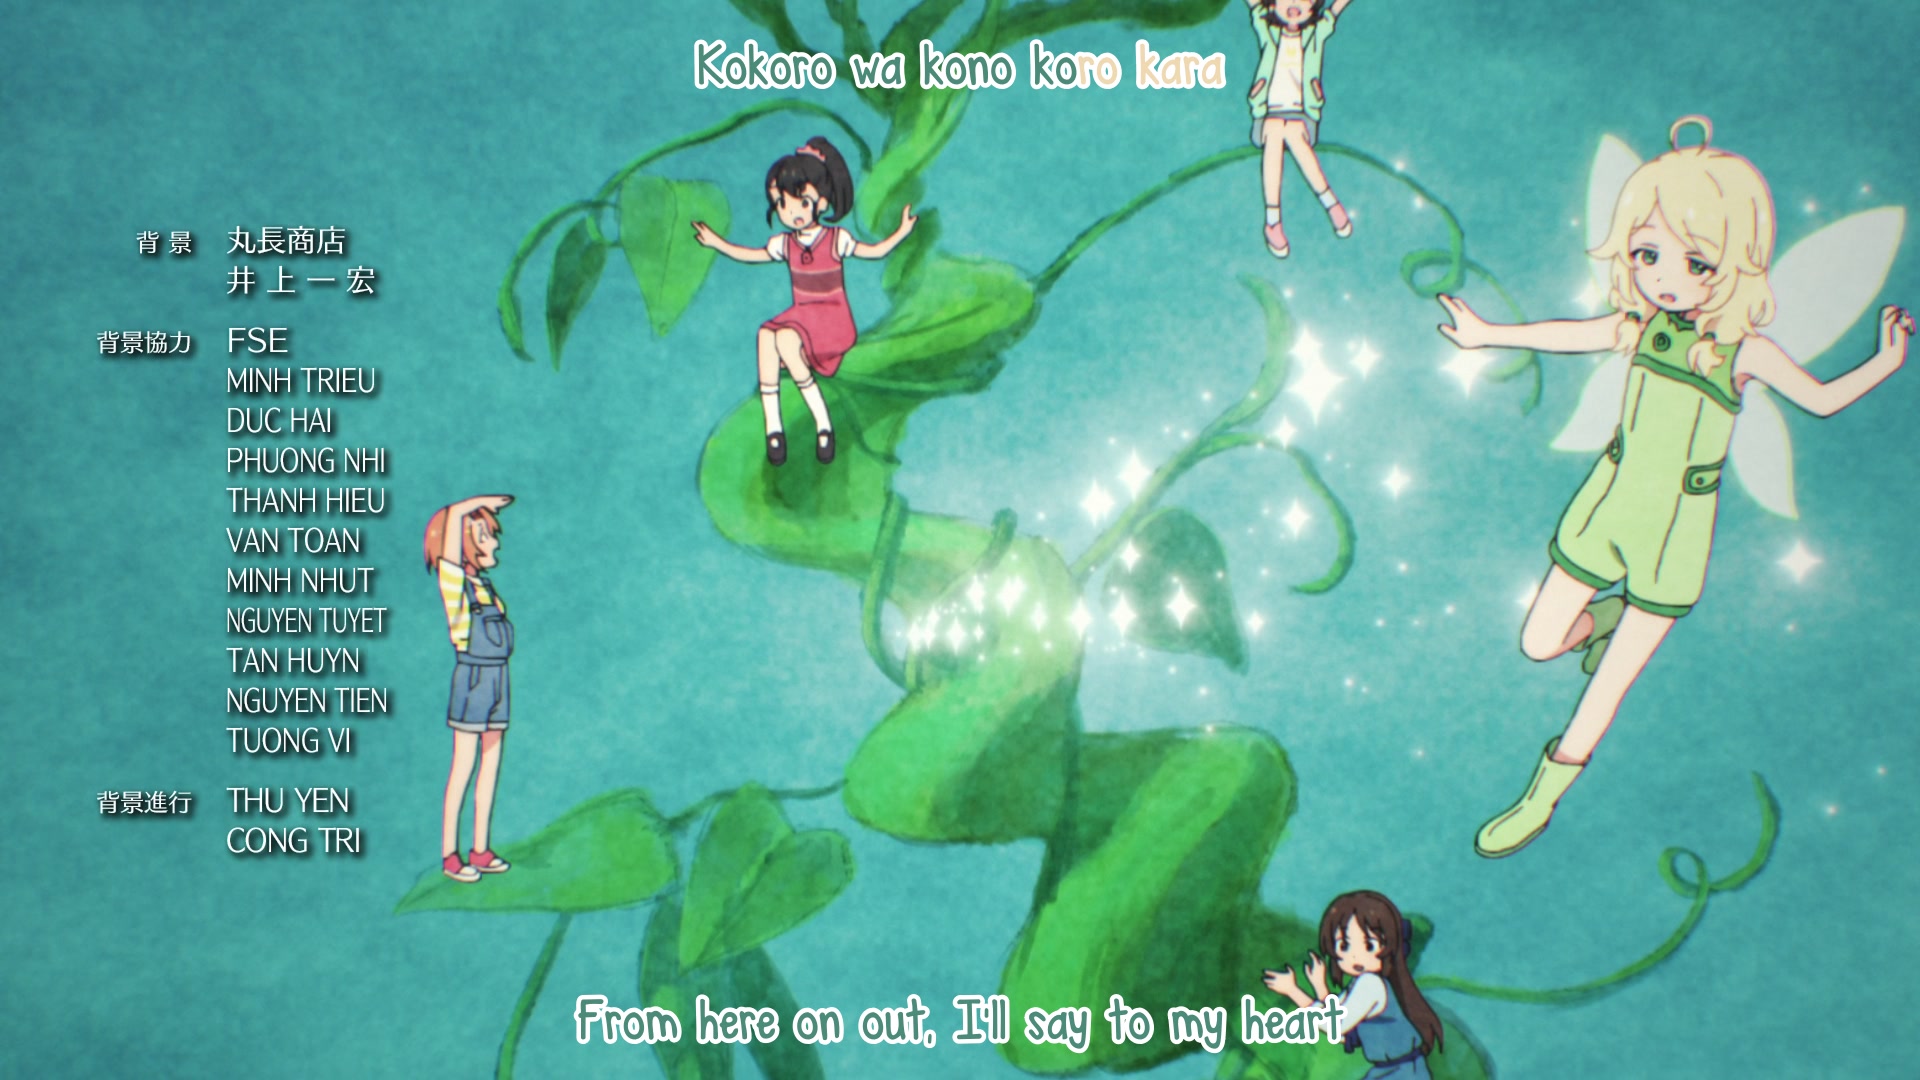 Kokoro wa kono koro kara
背景 丸長商店
井上一宏
背景協力 FSE
MINH TRIEU
DUC HAI
PHUONG NHI
THANH HIEU
VAN TOAN
MINH NHUT
NGUYEN TUYET
TAN HUYN
NGUYEN TIEN
TUONG VI
背景進行 THU YEN
CONG TRI
From here on out, I'll say to my heart